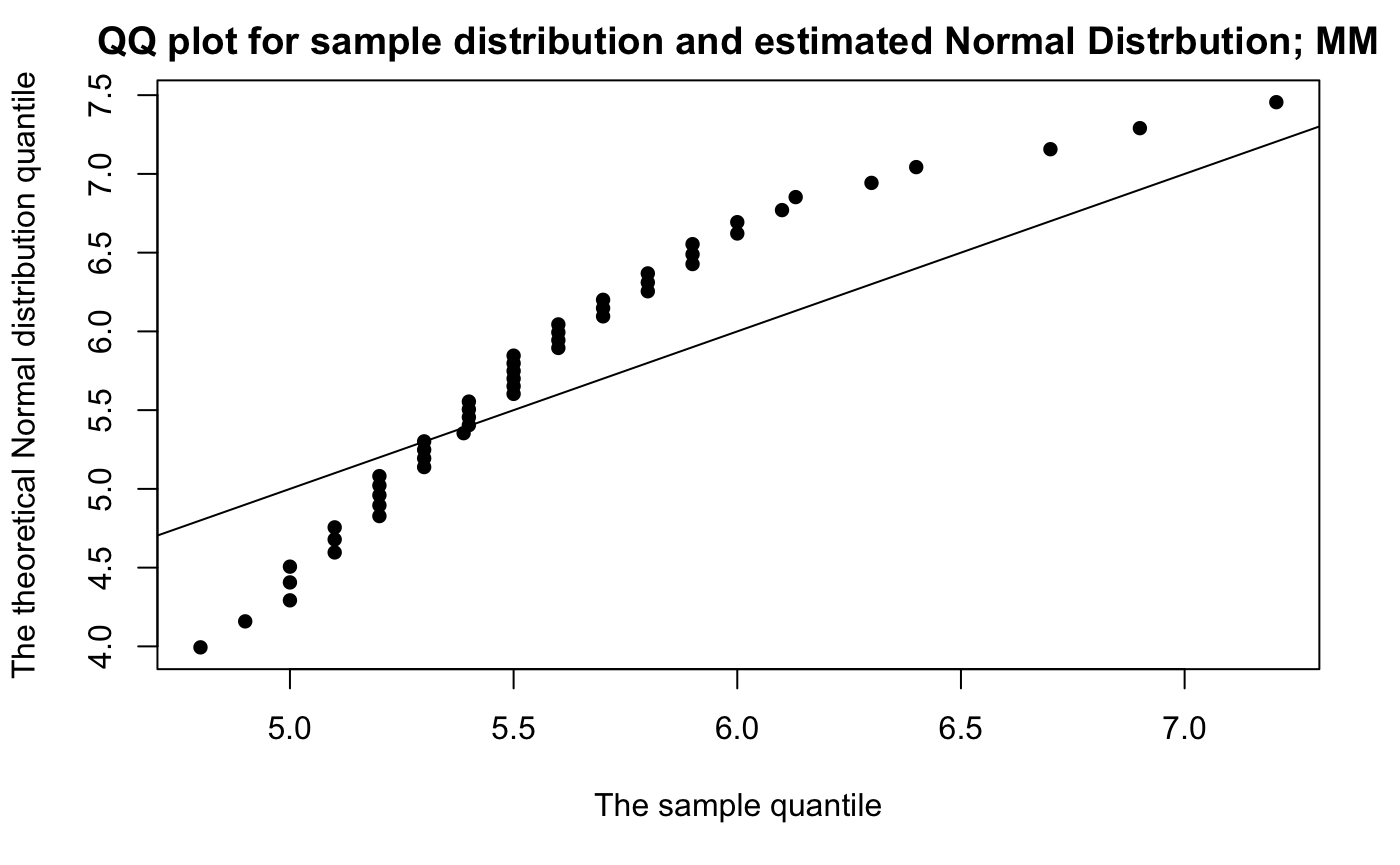 QQ plot for sample distribution and estimated Normal Distrbution; MM
The theoretical Normal distribution quantile
7.5
7.0
6.5
6.0
5.5
5.0
4.5
4.0
5.0 5.5 6.0 6.5 7.0
The sample quantile